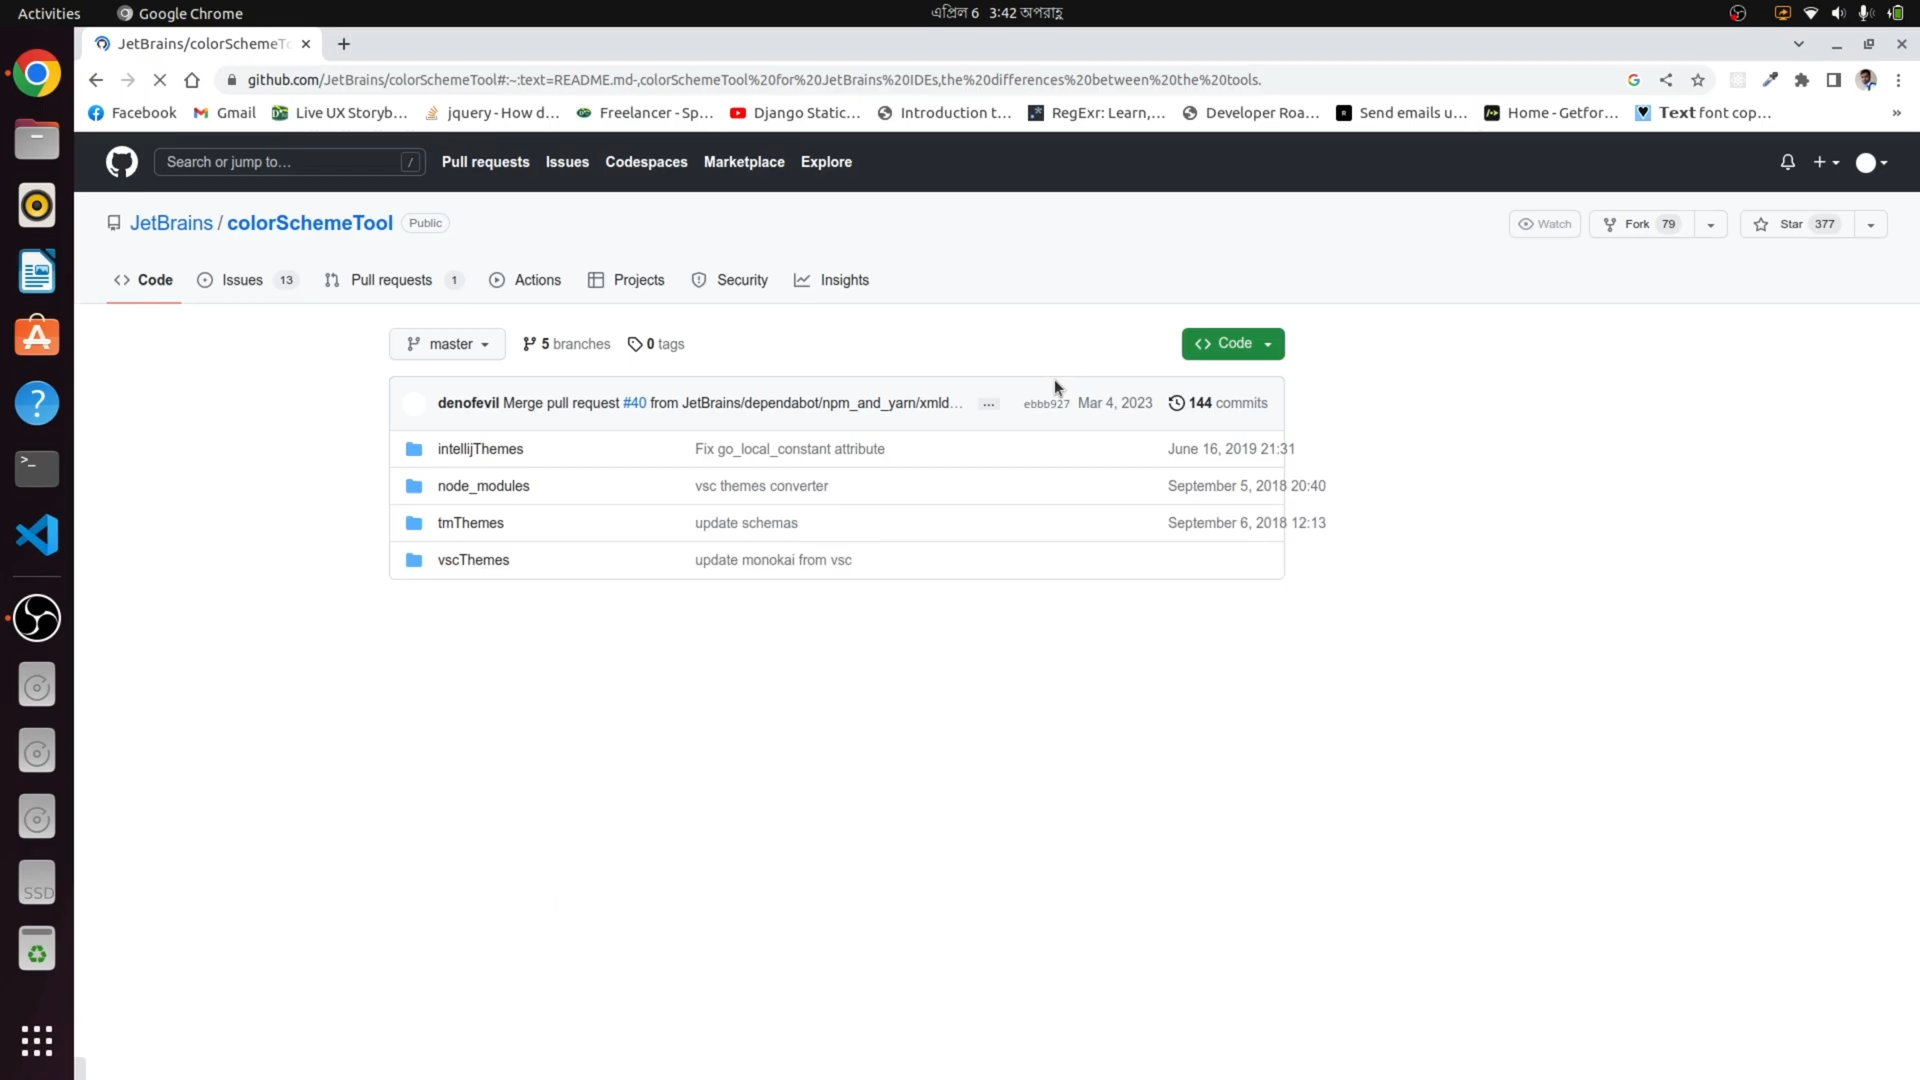 Activities Google Chrome এপ্রিল 6 3:42 অপরাহ্ণ
JetBrains/colorSchemeTo
github.com/JetBrains/colorSchemeTool#:~:text=README.md-,colorSchemeTool%20for%20JetBrains%20IDEs,the%20differences%20between%20the%20tools.
Facebook Gmail Live UX Storyb... jquery - How d... Freelancer - Sp... Django Static... Introduction t... RegExr: Learn,... Developer Roa... Send emails u... Home - Getfor... Text font cop... »
Search or jump to... / Pull requests Issues Codespaces Marketplace Explore
JetBrains / colorSchemeTool Public Watch Fork 79 Star 377
Code Issues 13 Pull requests 1 Actions Projects Security Insights
master 5 branches 0 tags Code
denofevil Merge pull request #40 from JetBrains/dependabot/npm_and_yarn/xmld... ... ebbb927 Mar 4, 2023 144 commits
intellijThemes Fix go_local_constant attribute June 16, 2019 21:31
node_modules vsc themes converter September 5, 2018 20:40
tmThemes update schemas September 6, 2018 12:13
vscThemes update monokai from vsc
SSD